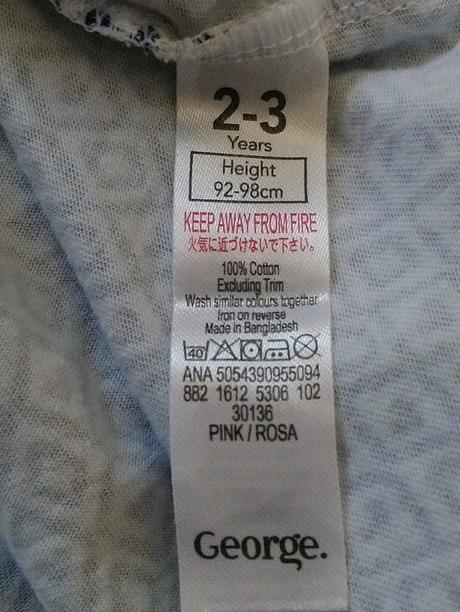 2-3
Years
Height
92-98cm
KEEP AWAY FROM FIRE
火気に近づけないで下さい。
100% Cotton
Excluding Trim
Wash similar colours together
Iron on reverse
Made in Bangladesh
40
ANA 5054390955094
882 1612 5306 102
30136
PINK / ROSA
George.